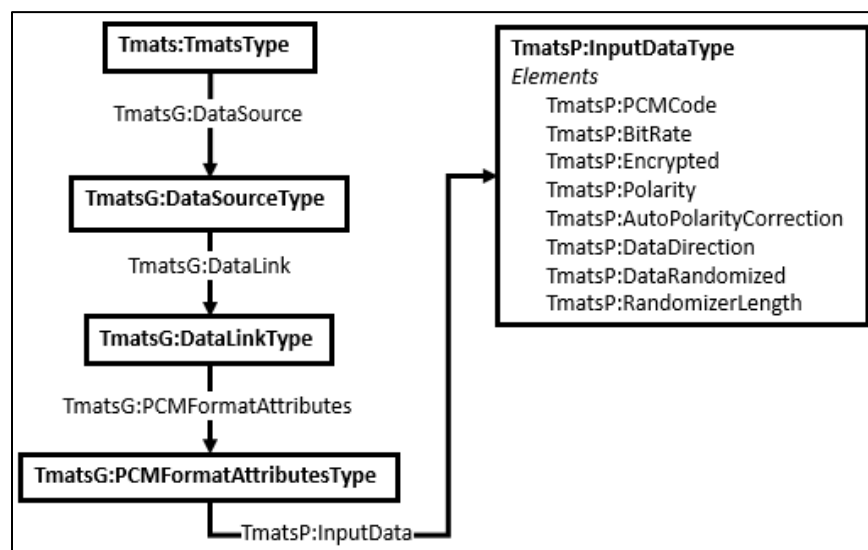 Tmats:TmatsType
TmatsG:DataSource
TmatsG:DataSourceType
TmatsG:DataLink
TmatsG:DataLinkType
TmatsG:PCMFormatAttributes
TmatsG:PCMFormatAttributesType
TmatsP:InputData
TmatsP:InputDataType
Elements
TmatsP:PCMCode
TmatsP:BitRate
TmatsP:Encrypted
TmatsP:Polarity
TmatsP:AutoPolarityCorrection
TmatsP:DataDirection
TmatsP:DataRandomized
TmatsP:RandomizerLength